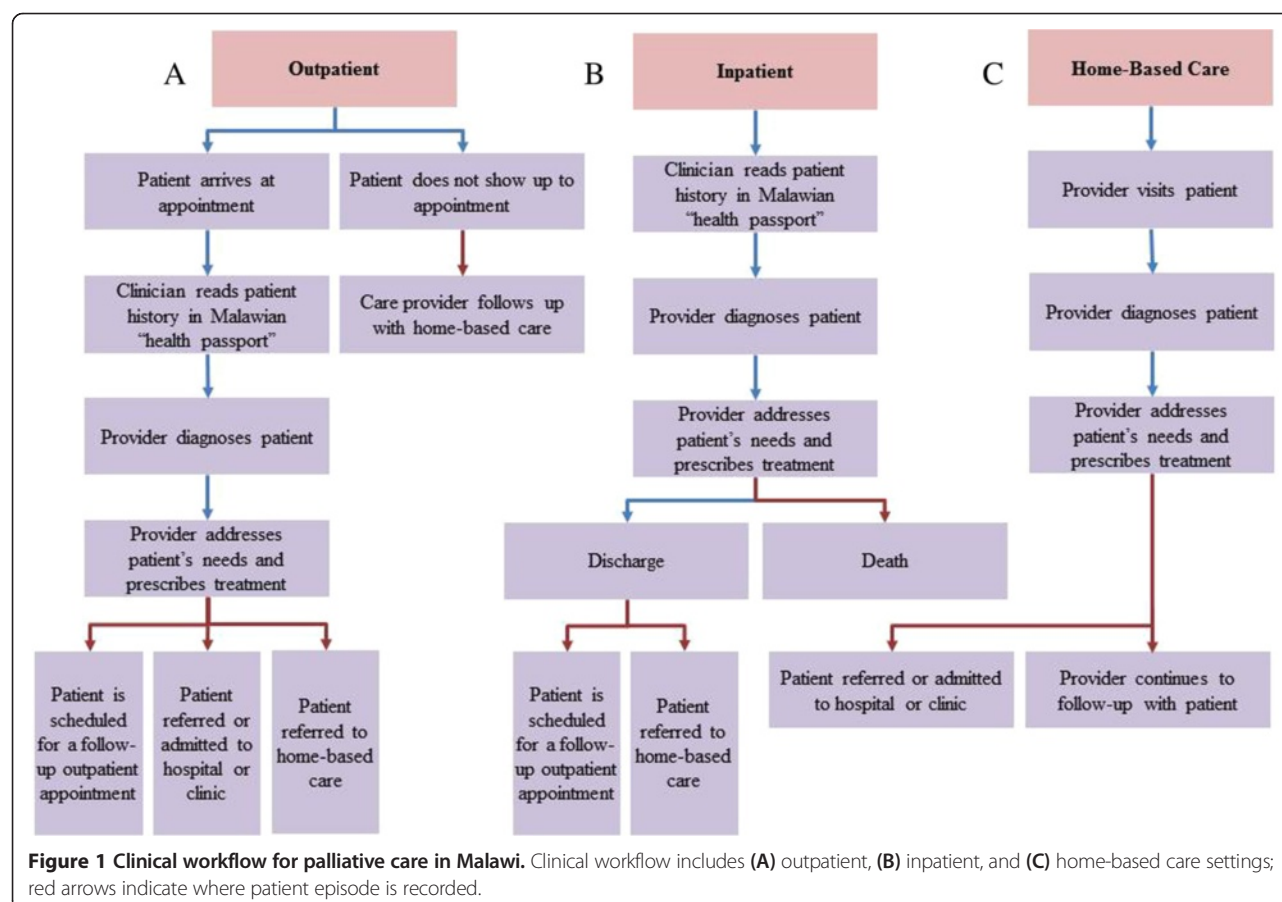 A
Outpatient
Patient arrives at
appointment
Patient does not show up to
appointment
Clinician reads patient
history in Malawian
“health passport”
Care provider follows up
with home-based care
Provider diagnoses patient
Provider addresses
patient’s needs and
prescribes treatment
Patient is
scheduled
for a follow-
up outpatient
appointment
Patient
referred or
admitted to
hospital or
clinic
Patient
referred to
home-based
care
B
Inpatient
Clinician reads patient
history in Malawian
“health passport”
Provider diagnoses patient
Provider addresses
patient’s needs and
prescribes treatment
Discharge
Death
Patient is
scheduled
for a follow-
up outpatient
appointment
Patient
referred to
home-based
care
C
Home-Based Care
Provider visits patient
Provider diagnoses patient
Provider addresses
patient’s needs and
prescribes treatment
Patient referred or admitted
to hospital or clinic
Provider continues to
follow-up with patient
Figure 1 Clinical workflow for palliative care in Malawi. Clinical workflow includes (A) outpatient, (B) inpatient, and (C) home-based care settings;
red arrows indicate where patient episode is recorded.